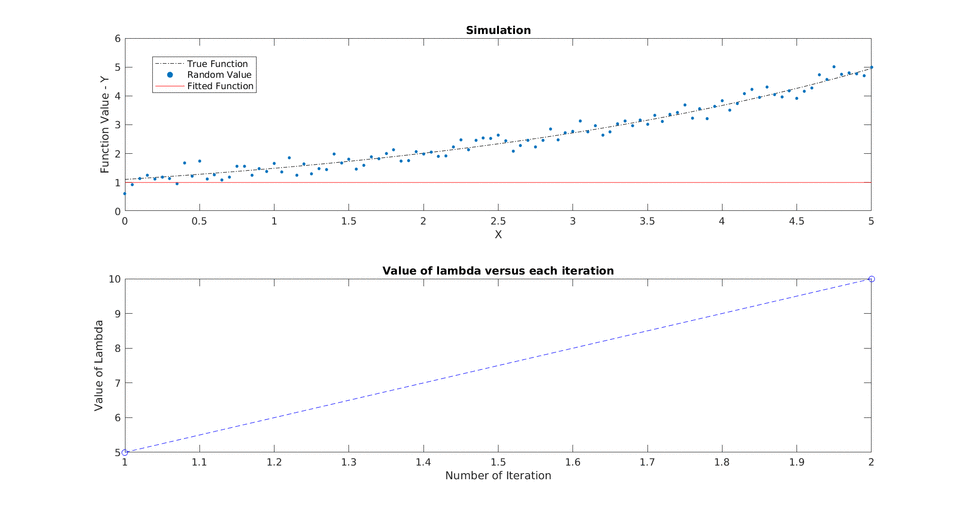 Simulation
Function Value - Y
6
5
4
3
2
1
0
True Function
Random Value
Fitted Function
0 0.5 1 1.5 2 2.5 3 3.5 4 4.5 5
X
Value of lambda versus each iteration
Value of Lambda
10
9
8
7
6
5
1 1.1 1.2 1.3 1.4 1.5 1.6 1.7 1.8 1.9 2
Number of Iteration